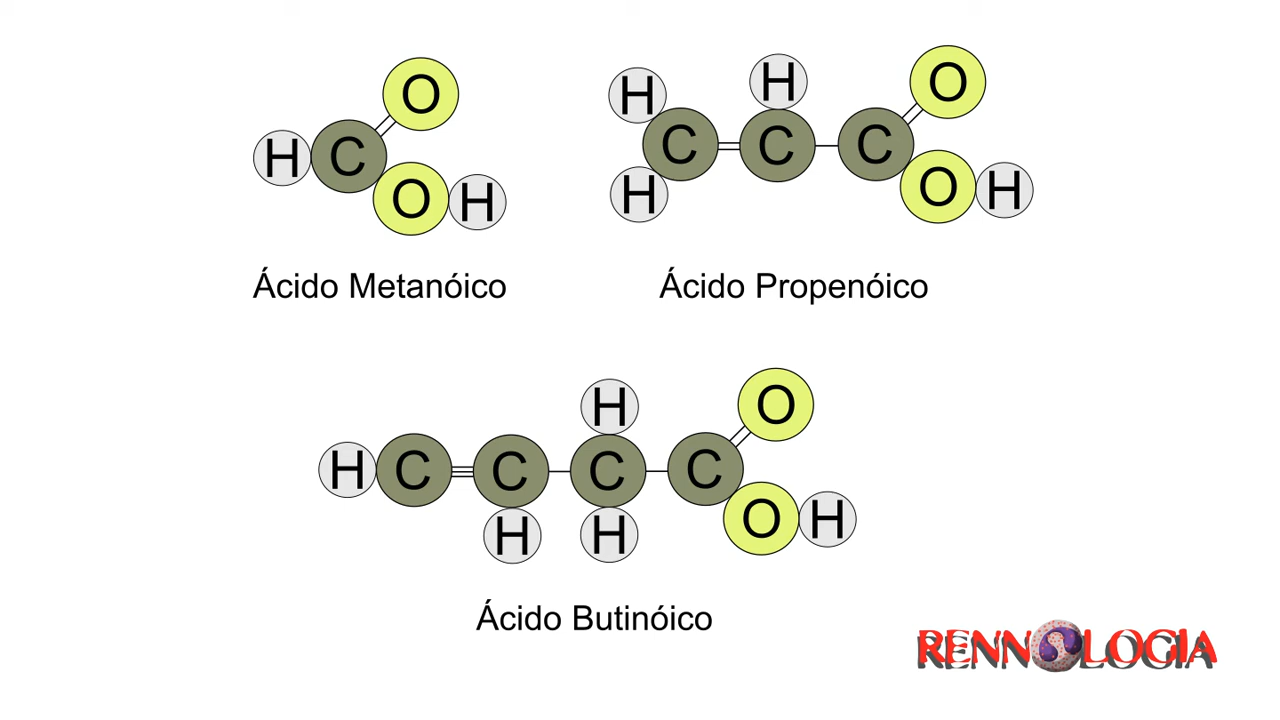 O
H C
O H
Ácido Metanóico
H H O
C C C
H O H
Ácido Propenóico
H O
H C C C C
H H O H
Ácido Butinóico
RENNOLOGIA